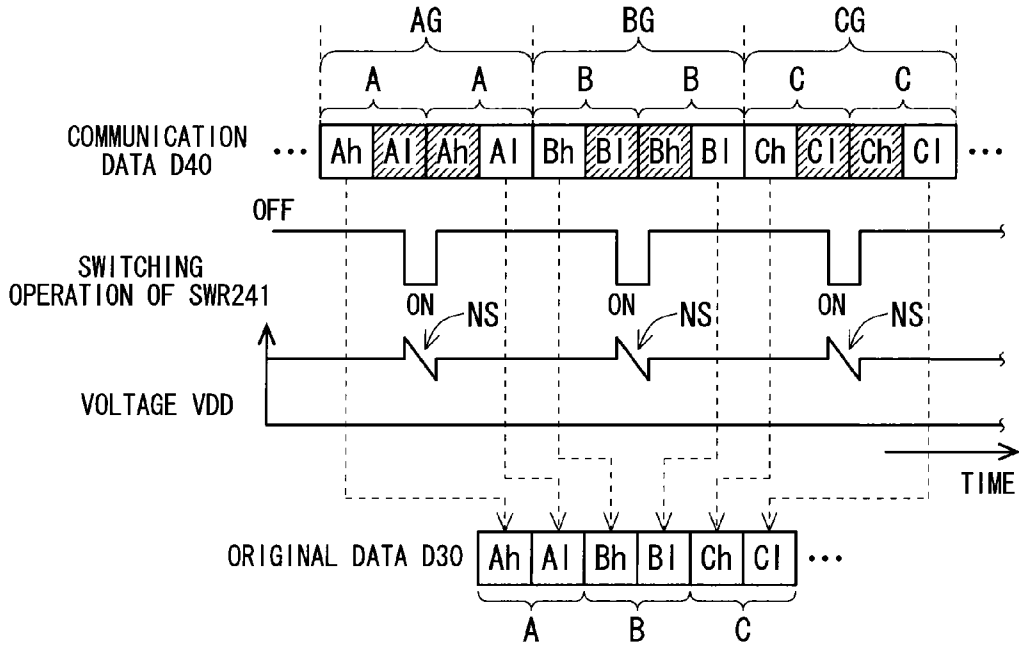 AG BG CG
A A B B C C
COMMUNICATION
DATA D40
... Ah Al Ah Al Bh Bl Bh Bl Ch Cl Ch Cl ...
OFF
SWITCHING
OPERATION OF SWR241
ON ON ON
NS NS NS
VOLTAGE VDD
TIME
ORIGINAL DATA D30 Ah Al Bh Bl Ch Cl ...
A B C